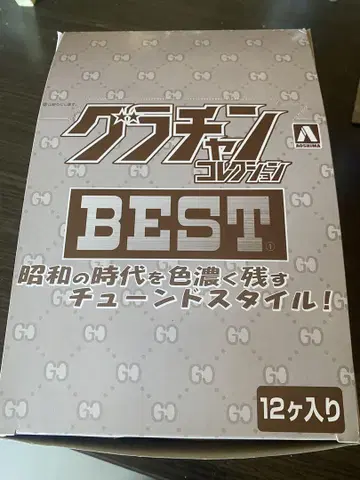 グラチャン
コレクション
AOSHIMA
BEST
昭和の時代を色濃く残す
チューンドスタイル!
12ヶ入り